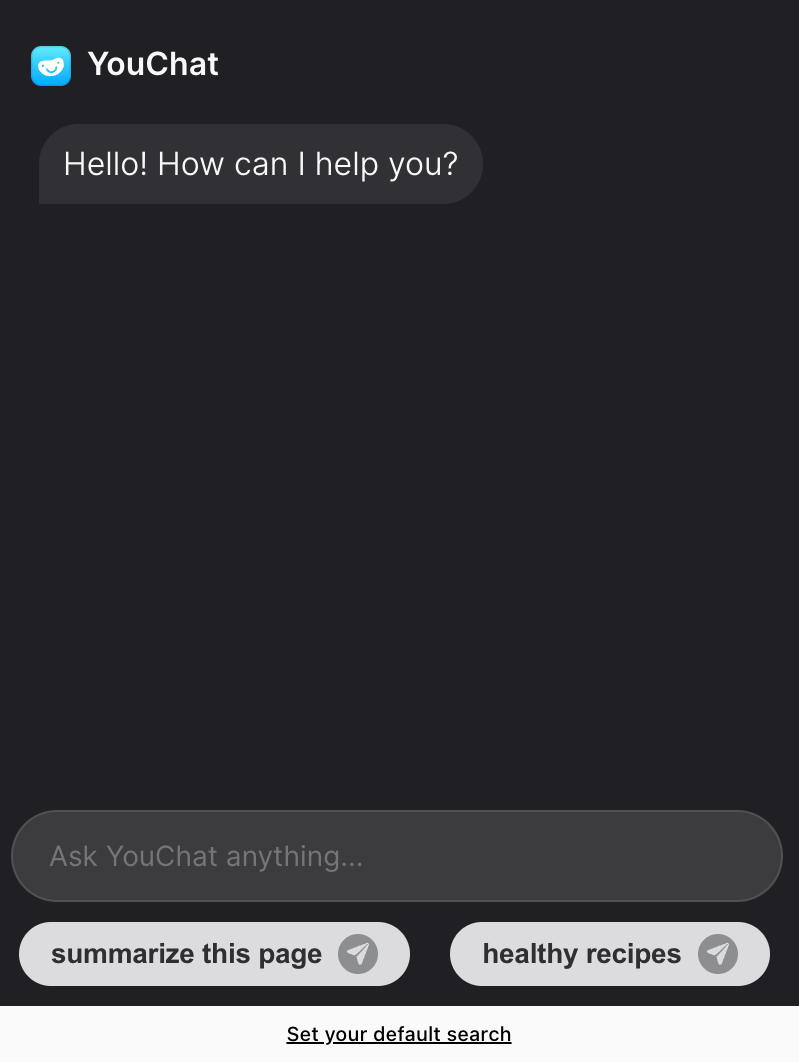 YouChat
Hello! How can I help you?
Ask YouChat anything...
summarize this page
healthy recipes
Set your default search